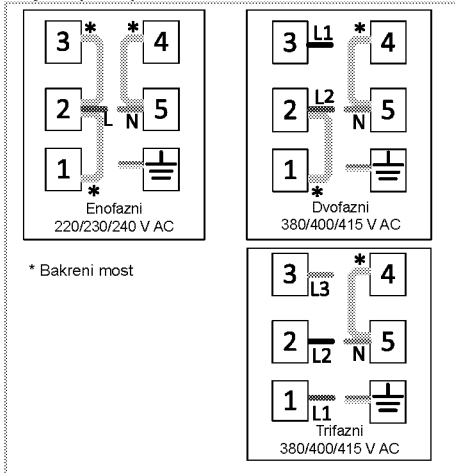 3 * * 4
2 L N 5
1
*
Enofazni
220/230/240 V AC
3 L1 * 4
2 L2 N 5
1
*
Dvofazni
380/400/415 V AC
* Bakreni most
3 L3 * 4
2 L2 N 5
1 L1
Trifazni
380/400/415 V AC